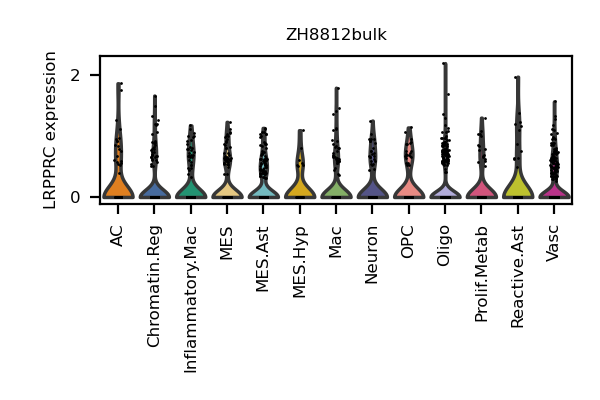 ZH8812bulk
LRPPRC expression
2
0
AC
Chromatin.Reg
Inflammatory.Mac
MES
MES.Ast
MES.Hyp
Mac
Neuron
OPC
Oligo
Prolif.Metab
Reactive.Ast
Vasc